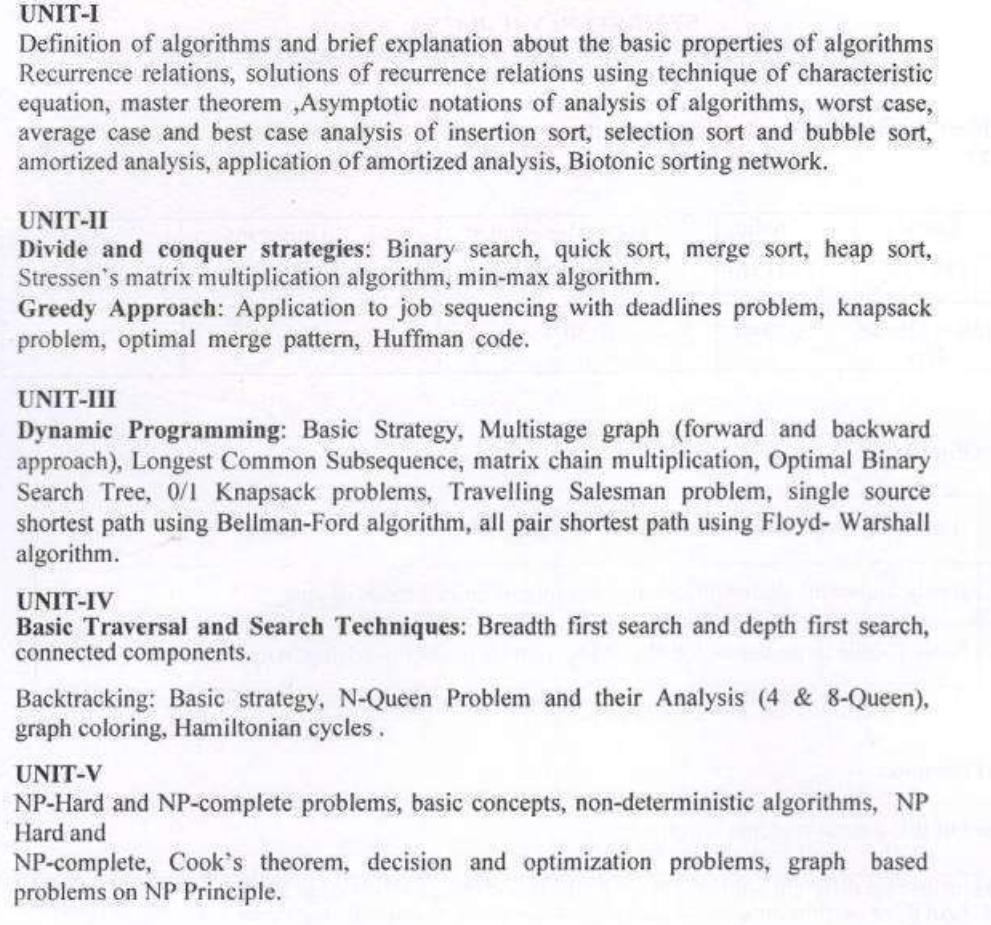 UNIT-I
Definition of algorithms and brief explanation about the basic properties of algorithms
Recurrence relations, solutions of recurrence relations using technique of characteristic
equation, master theorem ,Asymptotic notations of analysis of algorithms, worst case,
average case and best case analysis of insertion sort, selection sort and bubble sort,
amortized analysis, application of amortized analysis, Biotonic sorting network.
UNIT-II
Divide and conquer strategies: Binary search, quick sort, merge sort, heap sort,
Stressen's matrix multiplication algorithm, min-max algorithm.
Greedy Approach: Application to job sequencing with deadlines problem, knapsack
problem, optimal merge pattern, Huffman code.
UNIT-III
Dynamic Programming: Basic Strategy, Multistage graph (forward and backward
approach), Longest Common Subsequence, matrix chain multiplication, Optimal Binary
Search Tree, 0/1 Knapsack problems, Travelling Salesman problem, single source
shortest path using Bellman-Ford algorithm, all pair shortest path using Floyd- Warshall
algorithm.
UNIT-IV
Basic Traversal and Search Techniques: Breadth first search and depth first search,
connected components.
Backtracking: Basic strategy, N-Queen Problem and their Analysis (4 & 8-Queen),
graph coloring, Hamiltonian cycles .
UNIT-V
NP-Hard and NP-complete problems, basic concepts, non-deterministic algorithms, NP
Hard and
NP-complete, Cook's theorem, decision and optimization problems, graph based
problems on NP Principle.